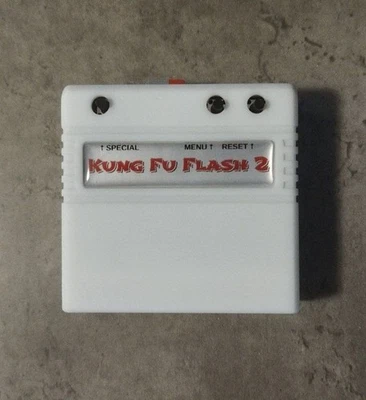 ↑ SPECIAL MENU ↑ RESET ↑
KUNG FU FLASH 2